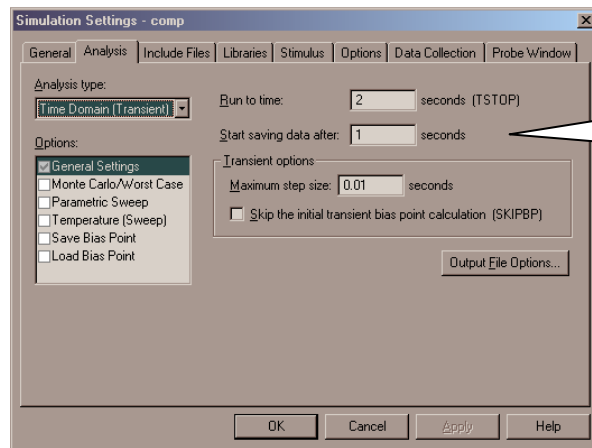 Simulation Settings - comp
General Analysis Include Files Libraries Stimulus Options Data Collection Probe Window
Analysis type:
Time Domain (Transient)
Options:
General Settings
Monte Carlo/Worst Case
Parametric Sweep
Temperature (Sweep)
Save Bias Point
Load Bias Point
Run to time: 2 seconds (TSTOP)
Start saving data after: 1 seconds
Transient options
Maximum step size: 0.01 seconds
Skip the initial transient bias point calculation (SKIPBP)
Output File Options...
OK Cancel Apply Help